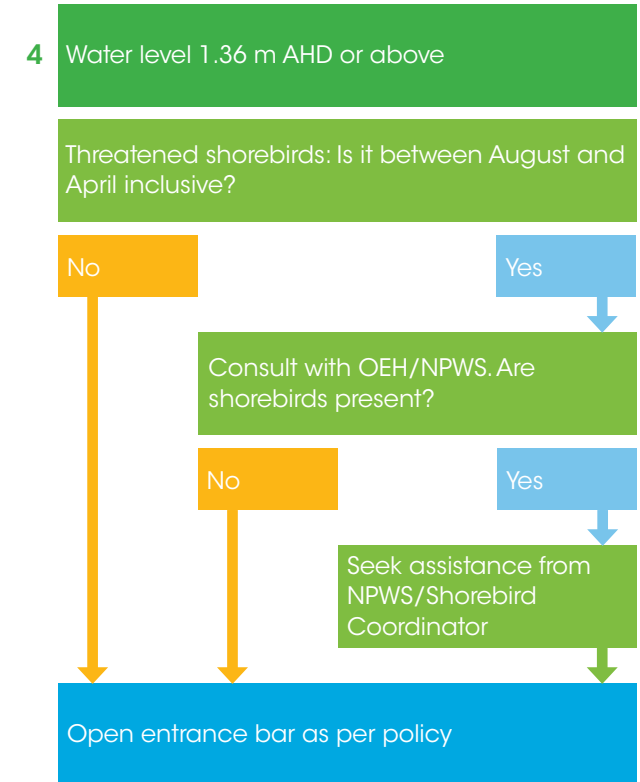 4 Water level 1.36 m AHD or above
Threatened shorebirds: Is it between August and
April inclusive?
No
Yes
Consult with OEH/NPWS. Are
shorebirds present?
No
Yes
Seek assistance from
NPWS/Shorebird
Coordinator
Open entrance bar as per policy